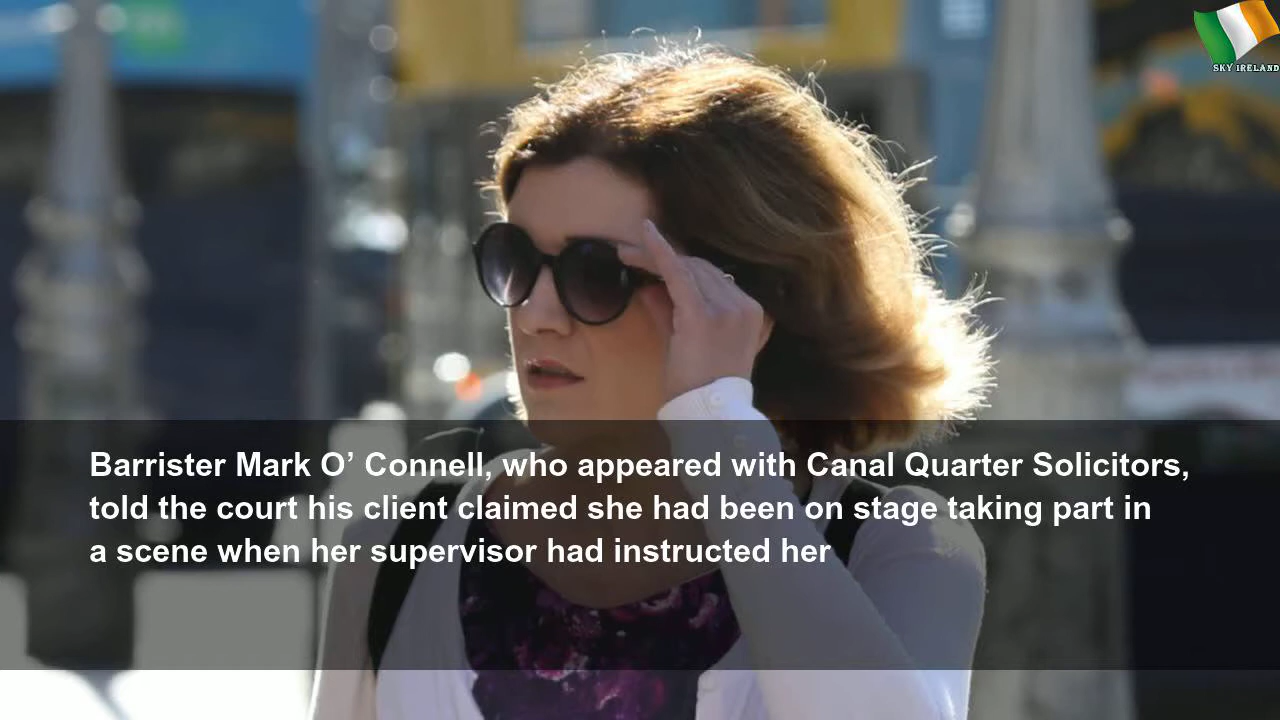 SKY IRELAND
Barrister Mark O’ Connell, who appeared with Canal Quarter Solicitors,
told the court his client claimed she had been on stage taking part in
a scene when her supervisor had instructed her